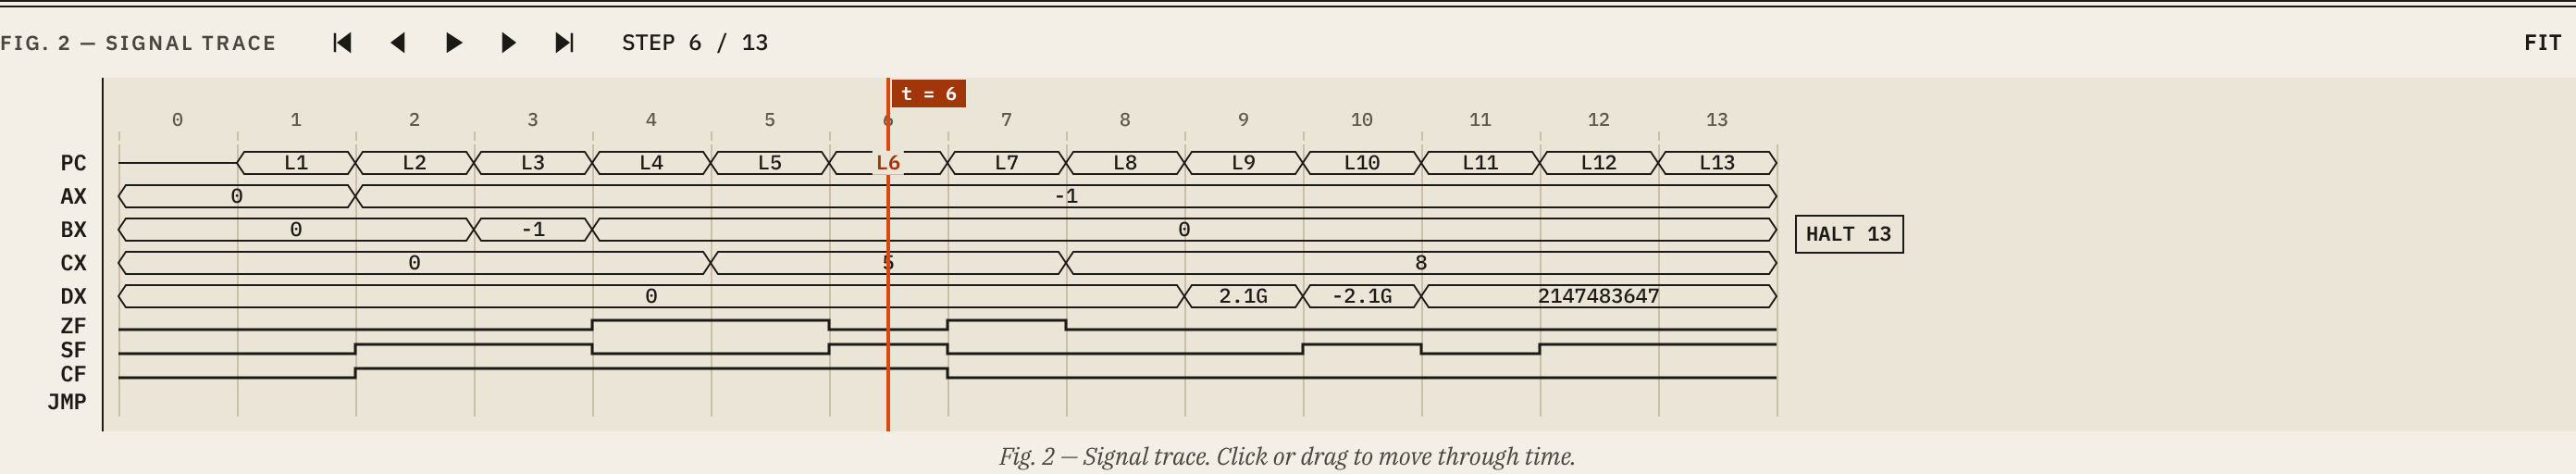 FIG. 2 — SIGNAL TRACE STEP 6 / 13 FIT
t = 6
0 1 2 3 4 5 6 7 8 9 10 11 12 13
PC L1 L2 L3 L4 L5 L6 L7 L8 L9 L10 L11 L12 L13
AX 0 -1
BX 0 -1 0 HALT 13
CX 0 5 8
DX 0 2.1G -2.1G 2147483647
ZF
SF
CF
JMP
Fig. 2 — Signal trace. Click or drag to move through time.